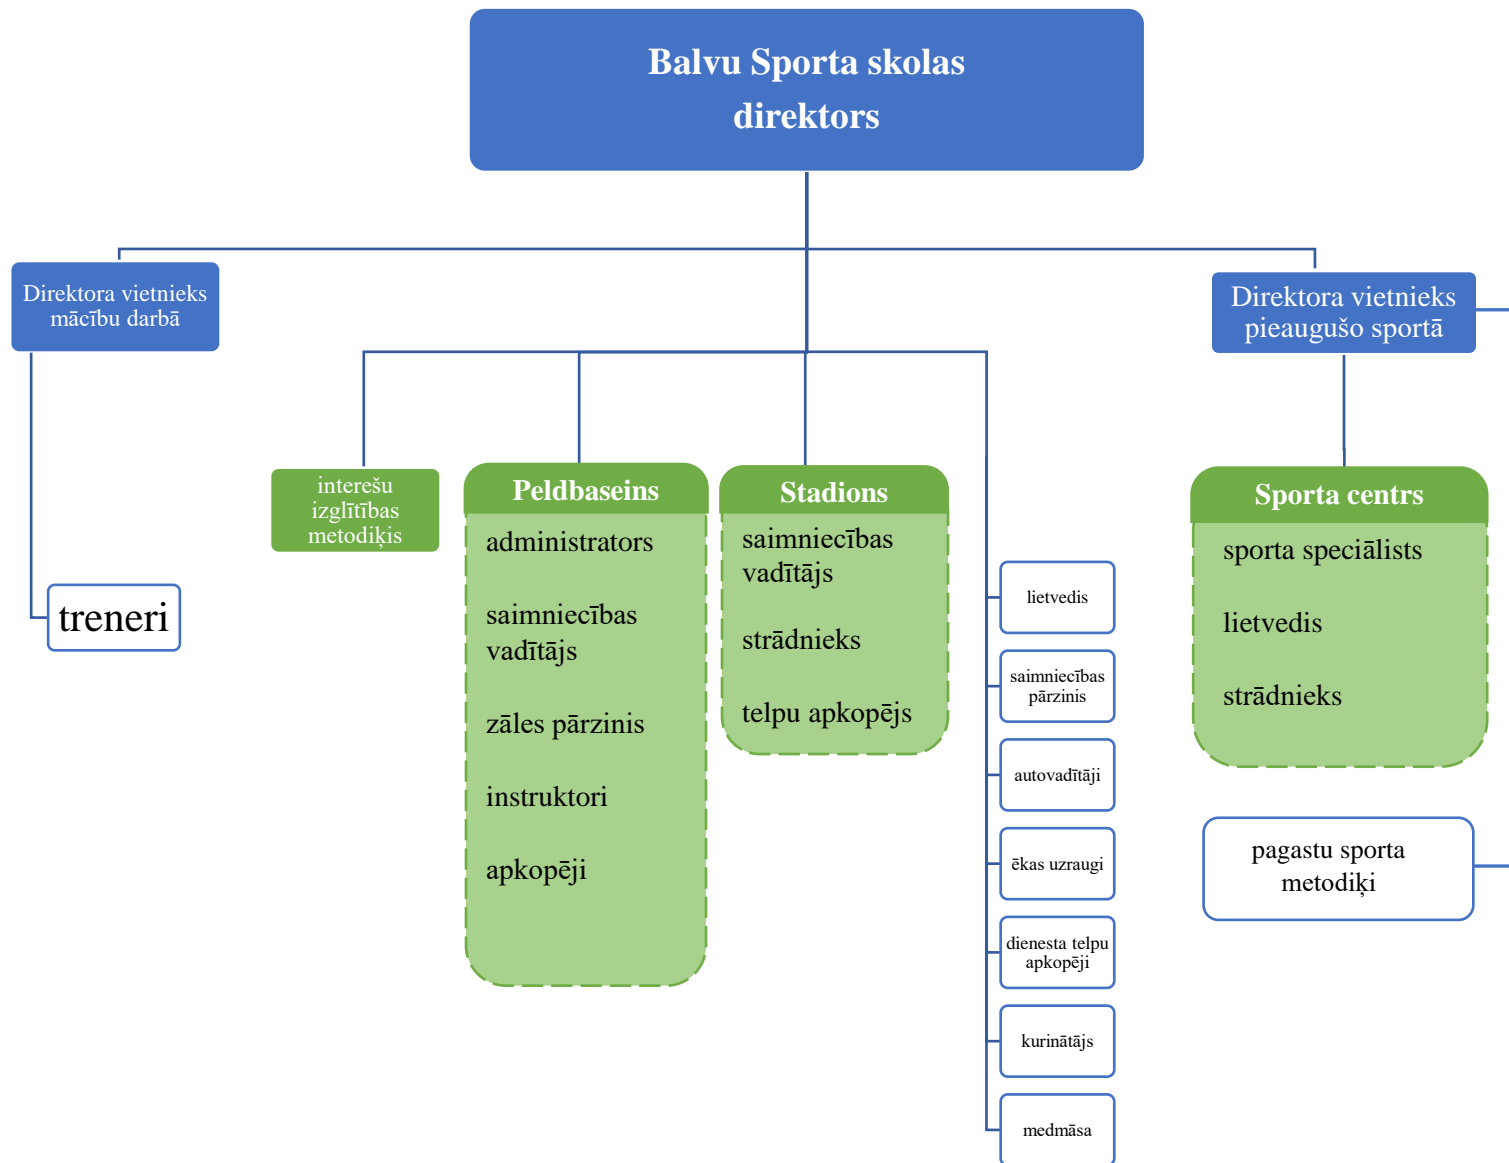 Balvu Sporta skolas
direktors
Direktora vietnieks
mācību darbā
Direktora vietnieks
pieaugušo sportā
treneri
interešu
izglītības
metodiķis
Peldbaseins
administrators
saimniecības
vadītājs
zāles pārzinis
instruktori
apkopēji
Stadions
saimniecības
vadītājs
strādnieks
telpu apkopējs
lietvedis
saimniecības
pārzinis
autovadītāji
ēkas uzraugi
dienesta telpu
apkopēji
kurinātājs
medmāsa
Sporta centrs
sporta speciālists
lietvedis
strādnieks
pagastu sporta
metodiķi